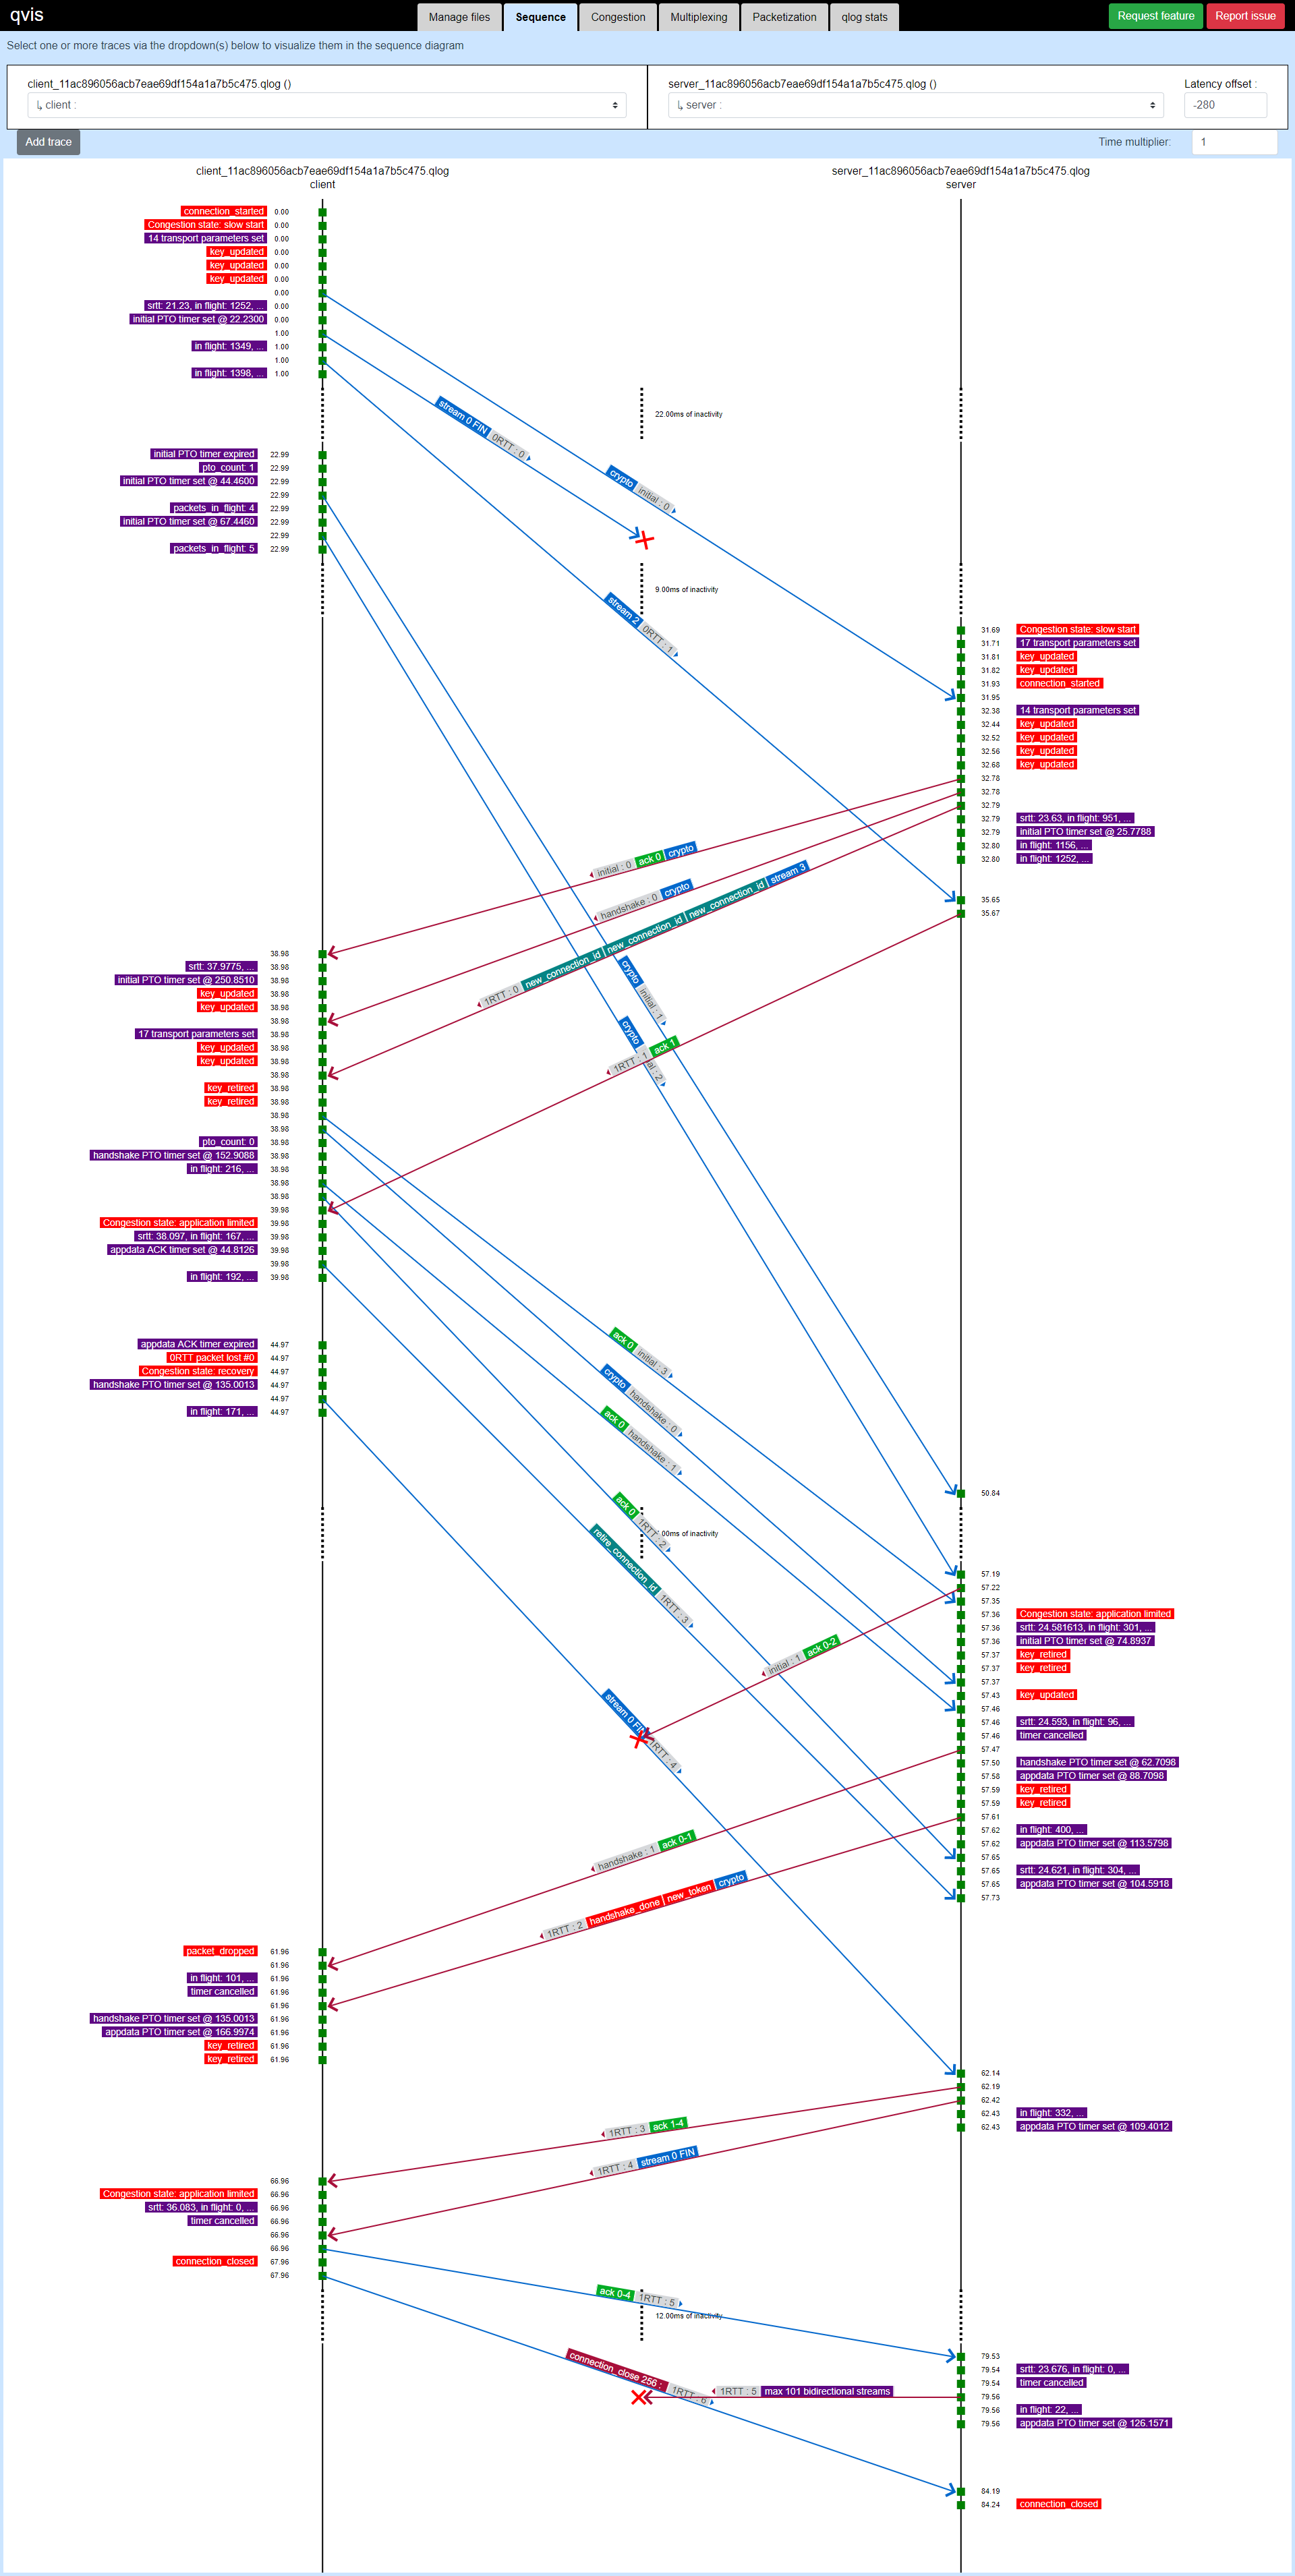 qvis
Manage files
Sequence
Congestion
Multiplexing
Packetization
qlog stats
Request feature
Report issue
Select one or more traces via the dropdown(s) below to visualize them in the sequence diagram
client_11ac896056acb7eae69df154a1a7b5c475.qlog ()
↳ client :
server_11ac896056acb7eae69df154a1a7b5c475.qlog ()
↳ server :
Latency offset :
-280
Add trace
Time multiplier:
1
client_11ac896056acb7eae69df154a1a7b5c475.qlog
client
server_11ac896056acb7eae69df154a1a7b5c475.qlog
server
connection_started 0.00
Congestion state: slow start 0.00
14 transport parameters set 0.00
key_updated 0.00
key_updated 0.00
key_updated 0.00
0.00
srtt: 21.23, in flight: 1252, ... 0.00
initial PTO timer set @ 22.2300 0.00
1.00
in flight: 1349, ... 1.00
1.00
in flight: 1398, ... 1.00
stream 0 FIN 0RTT : 0
22.00ms of inactivity
initial PTO timer expired 22.99
pto_count: 1 22.99
initial PTO timer set @ 44.4600 22.99
crypto initial : 0
22.99
packets_in_flight: 4 22.99
initial PTO timer set @ 67.4460 22.99
22.99
packets_in_flight: 5 22.99
9.00ms of inactivity
stream 2 0RTT : 1
31.69 Congestion state: slow start
31.71 17 transport parameters set
31.81 key_updated
31.82 key_updated
31.93 connection_started
31.95
32.38 14 transport parameters set
32.44 key_updated
32.52 key_updated
32.56 key_updated
32.68 key_updated
32.78
32.78
32.79
32.79 srtt: 23.63, in flight: 951, ...
32.79 initial PTO timer set @ 25.7788
32.80 in flight: 1156, ...
32.80 in flight: 1252, ...
initial : 0 ack 0 crypto
handshake : 0 crypto
35.65
35.67
1RTT : 0 new_connection_id new_connection_id new_connection_id stream 3
38.98
srtt: 37.9775, ... 38.98
initial PTO timer set @ 250.8510 38.98
key_updated 38.98
key_updated 38.98
crypto initial : 1
38.98
17 transport parameters set 38.98
key_updated 38.98
key_updated 38.98
crypto al : 2
1RTT : 1 ack 1
38.98
key_retired 38.98
key_retired 38.98
38.98
38.98
pto_count: 0 38.98
handshake PTO timer set @ 152.9088 38.98
in flight: 216, ... 38.98
38.98
38.98
39.98
Congestion state: application limited 39.98
srtt: 38.097, in flight: 167, ... 39.98
appdata ACK timer set @ 44.8126 39.98
39.98
in flight: 192, ... 39.98
appdata ACK timer expired 44.97
0RTT packet lost #0 44.97
Congestion state: recovery 44.97
handshake PTO timer set @ 135.0013 44.97
44.97
in flight: 171, ... 44.97
ack 0 initial : 3
crypto handshake : 0
ack 0 handshake : 1
50.84
ack 0 1RTT : 2
.00ms of inactivity
retire_connection_id 1RTT : 3
57.19
57.22
57.35
57.36 Congestion state: application limited
57.36 srtt: 24.581613, in flight: 301, ...
57.36 initial PTO timer set @ 74.8937
57.37 key_retired
57.37 key_retired
57.37
57.43 key_updated
57.46
57.46 srtt: 24.593, in flight: 96, ...
57.46 timer cancelled
57.47
57.50 handshake PTO timer set @ 62.7098
57.58 appdata PTO timer set @ 88.7098
57.59 key_retired
57.59 key_retired
57.61
57.62 in flight: 400, ...
57.62 appdata PTO timer set @ 113.5798
57.65
57.65 srtt: 24.621, in flight: 304, ...
57.65 appdata PTO timer set @ 104.5918
57.73
initial : 1 ack 0-2
stream 0 FIN 1RTT : 4
handshake : 1 ack 0-1
1RTT : 2 handshake_done new_token crypto
packet_dropped 61.96
61.96
in flight: 101, ... 61.96
timer cancelled 61.96
61.96
handshake PTO timer set @ 135.0013 61.96
appdata PTO timer set @ 166.9974 61.96
key_retired 61.96
key_retired 61.96
62.14
62.19
62.42
62.43 in flight: 332, ...
62.43 appdata PTO timer set @ 109.4012
1RTT : 3 ack 1-4
1RTT : 4 stream 0 FIN
66.96
Congestion state: application limited 66.96
srtt: 36.083, in flight: 0, ... 66.96
timer cancelled 66.96
66.96
66.96
connection_closed 67.96
67.96
ack 0-4 1RTT : 5
12.00ms of inactivity
79.53
79.54 srtt: 23.676, in flight: 0, ...
79.54 timer cancelled
79.56
79.56 in flight: 22, ...
79.56 appdata PTO timer set @ 126.1571
connection_close 256 : 1RTT : 6
1RTT : 5 max 101 bidirectional streams
84.19
84.24 connection_closed